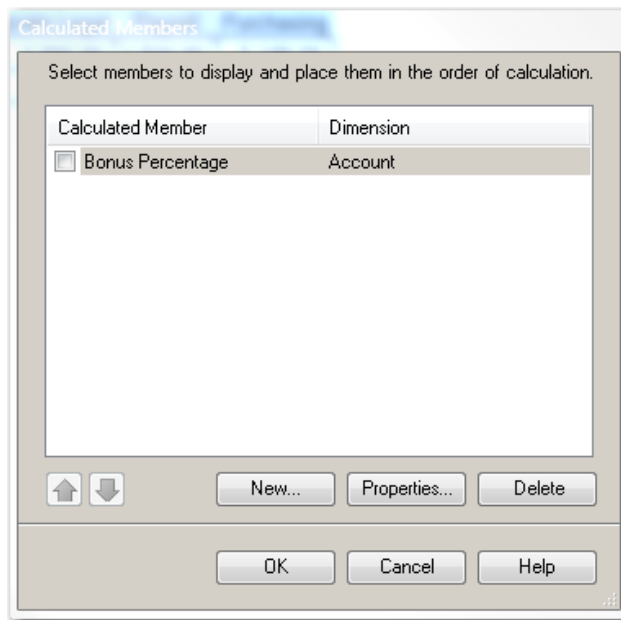 Calculated Members
Select members to display and place them in the order of calculation.
Calculated Member Dimension
Bonus Percentage Account
New... Properties... Delete
OK Cancel Help